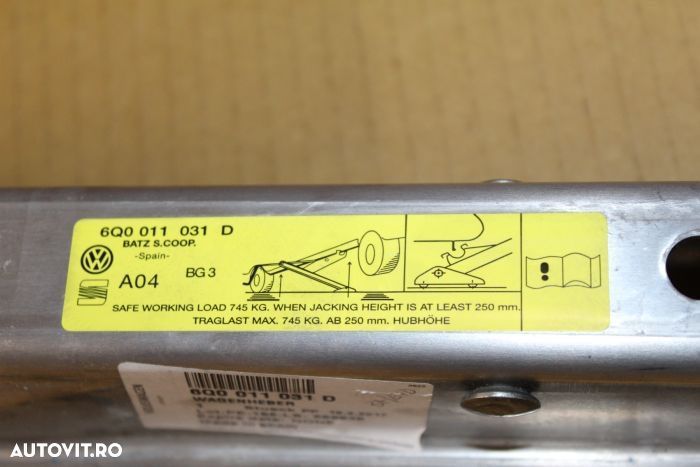 6Q0 011 031 D
BATZ S.COOP.
-Spain-
A04
BG 3
SAFE WORKING LOAD 745 KG. WHEN JACKING HEIGHT IS AT LEAST 250 mm.
TRAGLAST MAX. 745 KG. AB 250 mm. HUBHÖHE
6Q0 011 031 D
WAGENHEBER
AUTOVIT.RO